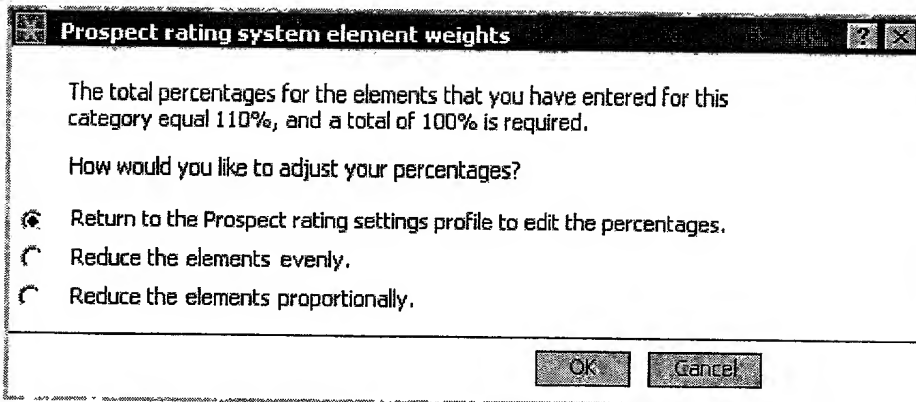 Prospect rating system element weights
The total percentages for the elements that you have entered for this
category equal 110%, and a total of 100% is required.
How would you like to adjust your percentages?
Return to the Prospect rating settings profile to edit the percentages.
Reduce the elements evenly.
Reduce the elements proportionally.
OK Cancel